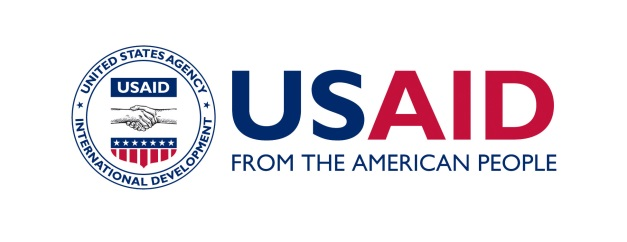 UNITED STATES AGENCY
USAID
INTERNATIONAL DEVELOPMENT
USAID
FROM THE AMERICAN PEOPLE